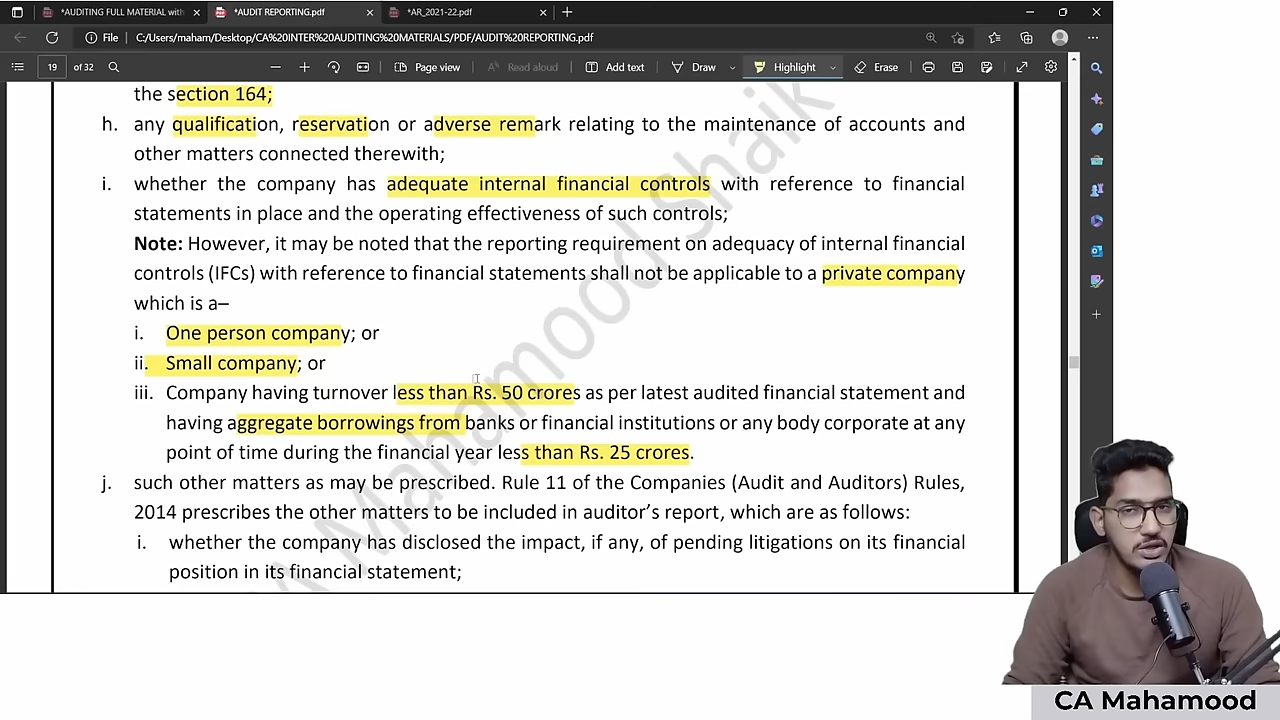 *AUDITING FULL MATERIAL with
*AUDIT REPORTING.pdf
*AR_2021-22.pdf
File
C:/Users/maham/Desktop/CA%20INTER%20AUDITING%20MATERIALS/PDF/AUDIT%20REPORTING.pdf
19 of 32
Page view
Read aloud
Add text
Draw
Highlight
Erase
the section 164;
h. any qualification, reservation or adverse remark relating to the maintenance of accounts and
other matters connected therewith;
i. whether the company has adequate internal financial controls with reference to financial
statements in place and the operating effectiveness of such controls;
Note: However, it may be noted that the reporting requirement on adequacy of internal financial
controls (IFCs) with reference to financial statements shall not be applicable to a private company
which is a–
i. One person company; or
ii. Small company; or
iii. Company having turnover less than Rs. 50 crores as per latest audited financial statement and
having aggregate borrowings from banks or financial institutions or any body corporate at any
point of time during the financial year less than Rs. 25 crores.
j. such other matters as may be prescribed. Rule 11 of the Companies (Audit and Auditors) Rules,
2014 prescribes the other matters to be included in auditor's report, which are as follows:
i. whether the company has disclosed the impact, if any, of pending litigations on its financial
position in its financial statement;
Mahamood Shaik
CA Mahamood